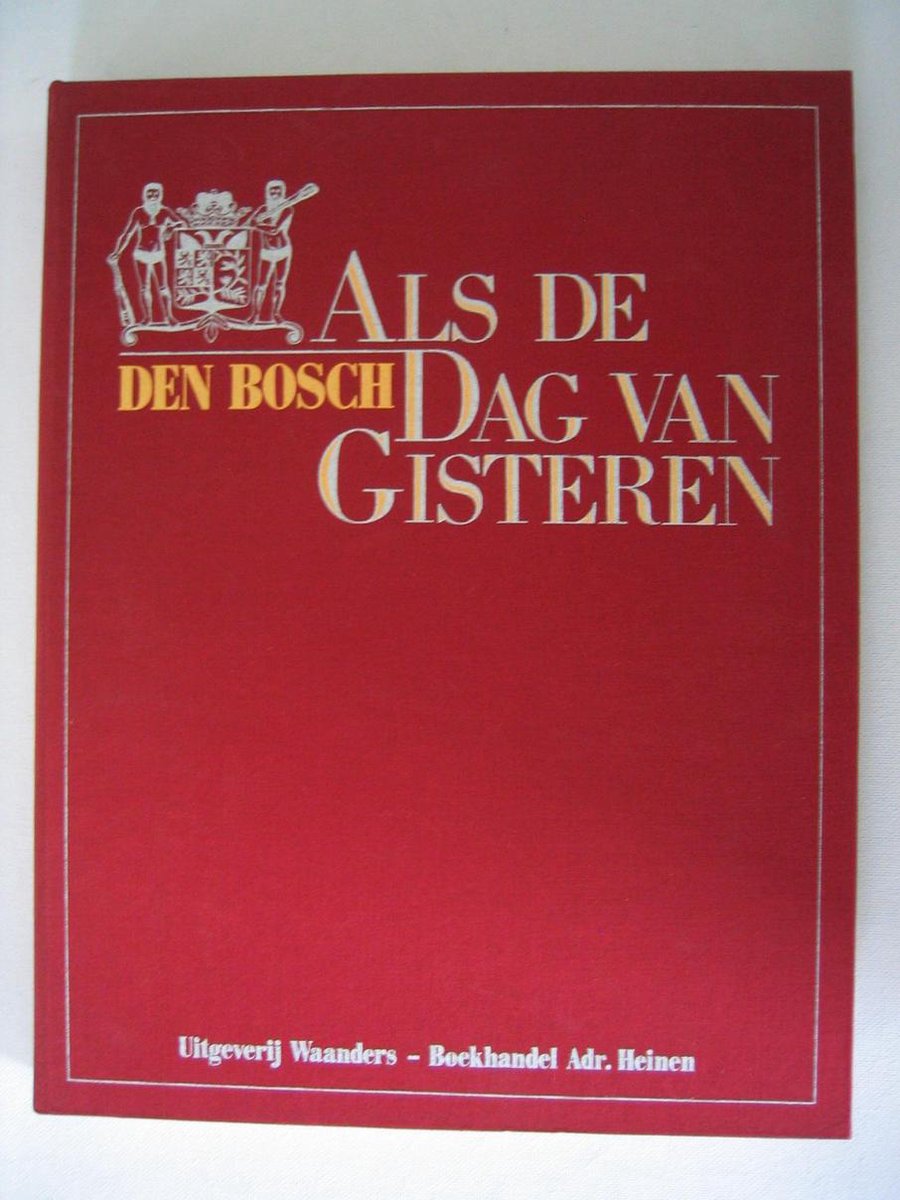 ALS DE
DEN BOSCH
DAG VAN
GISTEREN
Uitgeverij Waanders – Boekhandel Adr. Heinen